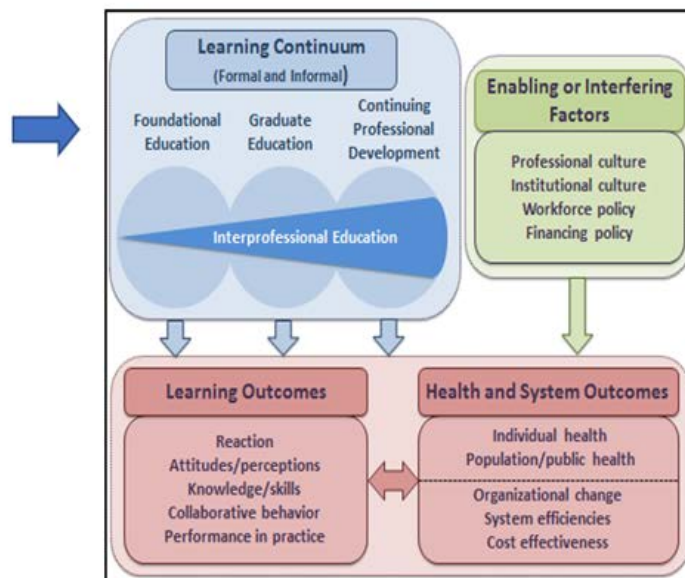 Learning Continuum
(Formal and Informal)
Foundational
Education
Graduate
Education
Continuing
Professional
Development
Interprofessional Education
Enabling or Interfering
Factors
Professional culture
Institutional culture
Workforce policy
Financing policy
Learning Outcomes
Reaction
Attitudes/perceptions
Knowledge/skills
Collaborative behavior
Performance in practice
Health and System Outcomes
Individual health
Population/public health
Organizational change
System efficiencies
Cost effectiveness